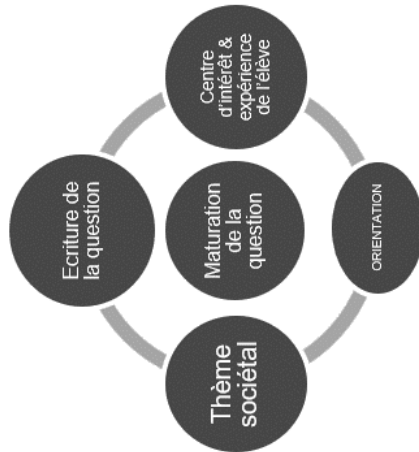 Ecriture de
la question
Thème
sociétal
Maturation
de la
question
Centre
d'intérêt &
expérience
de l'élève
ORIENTATION